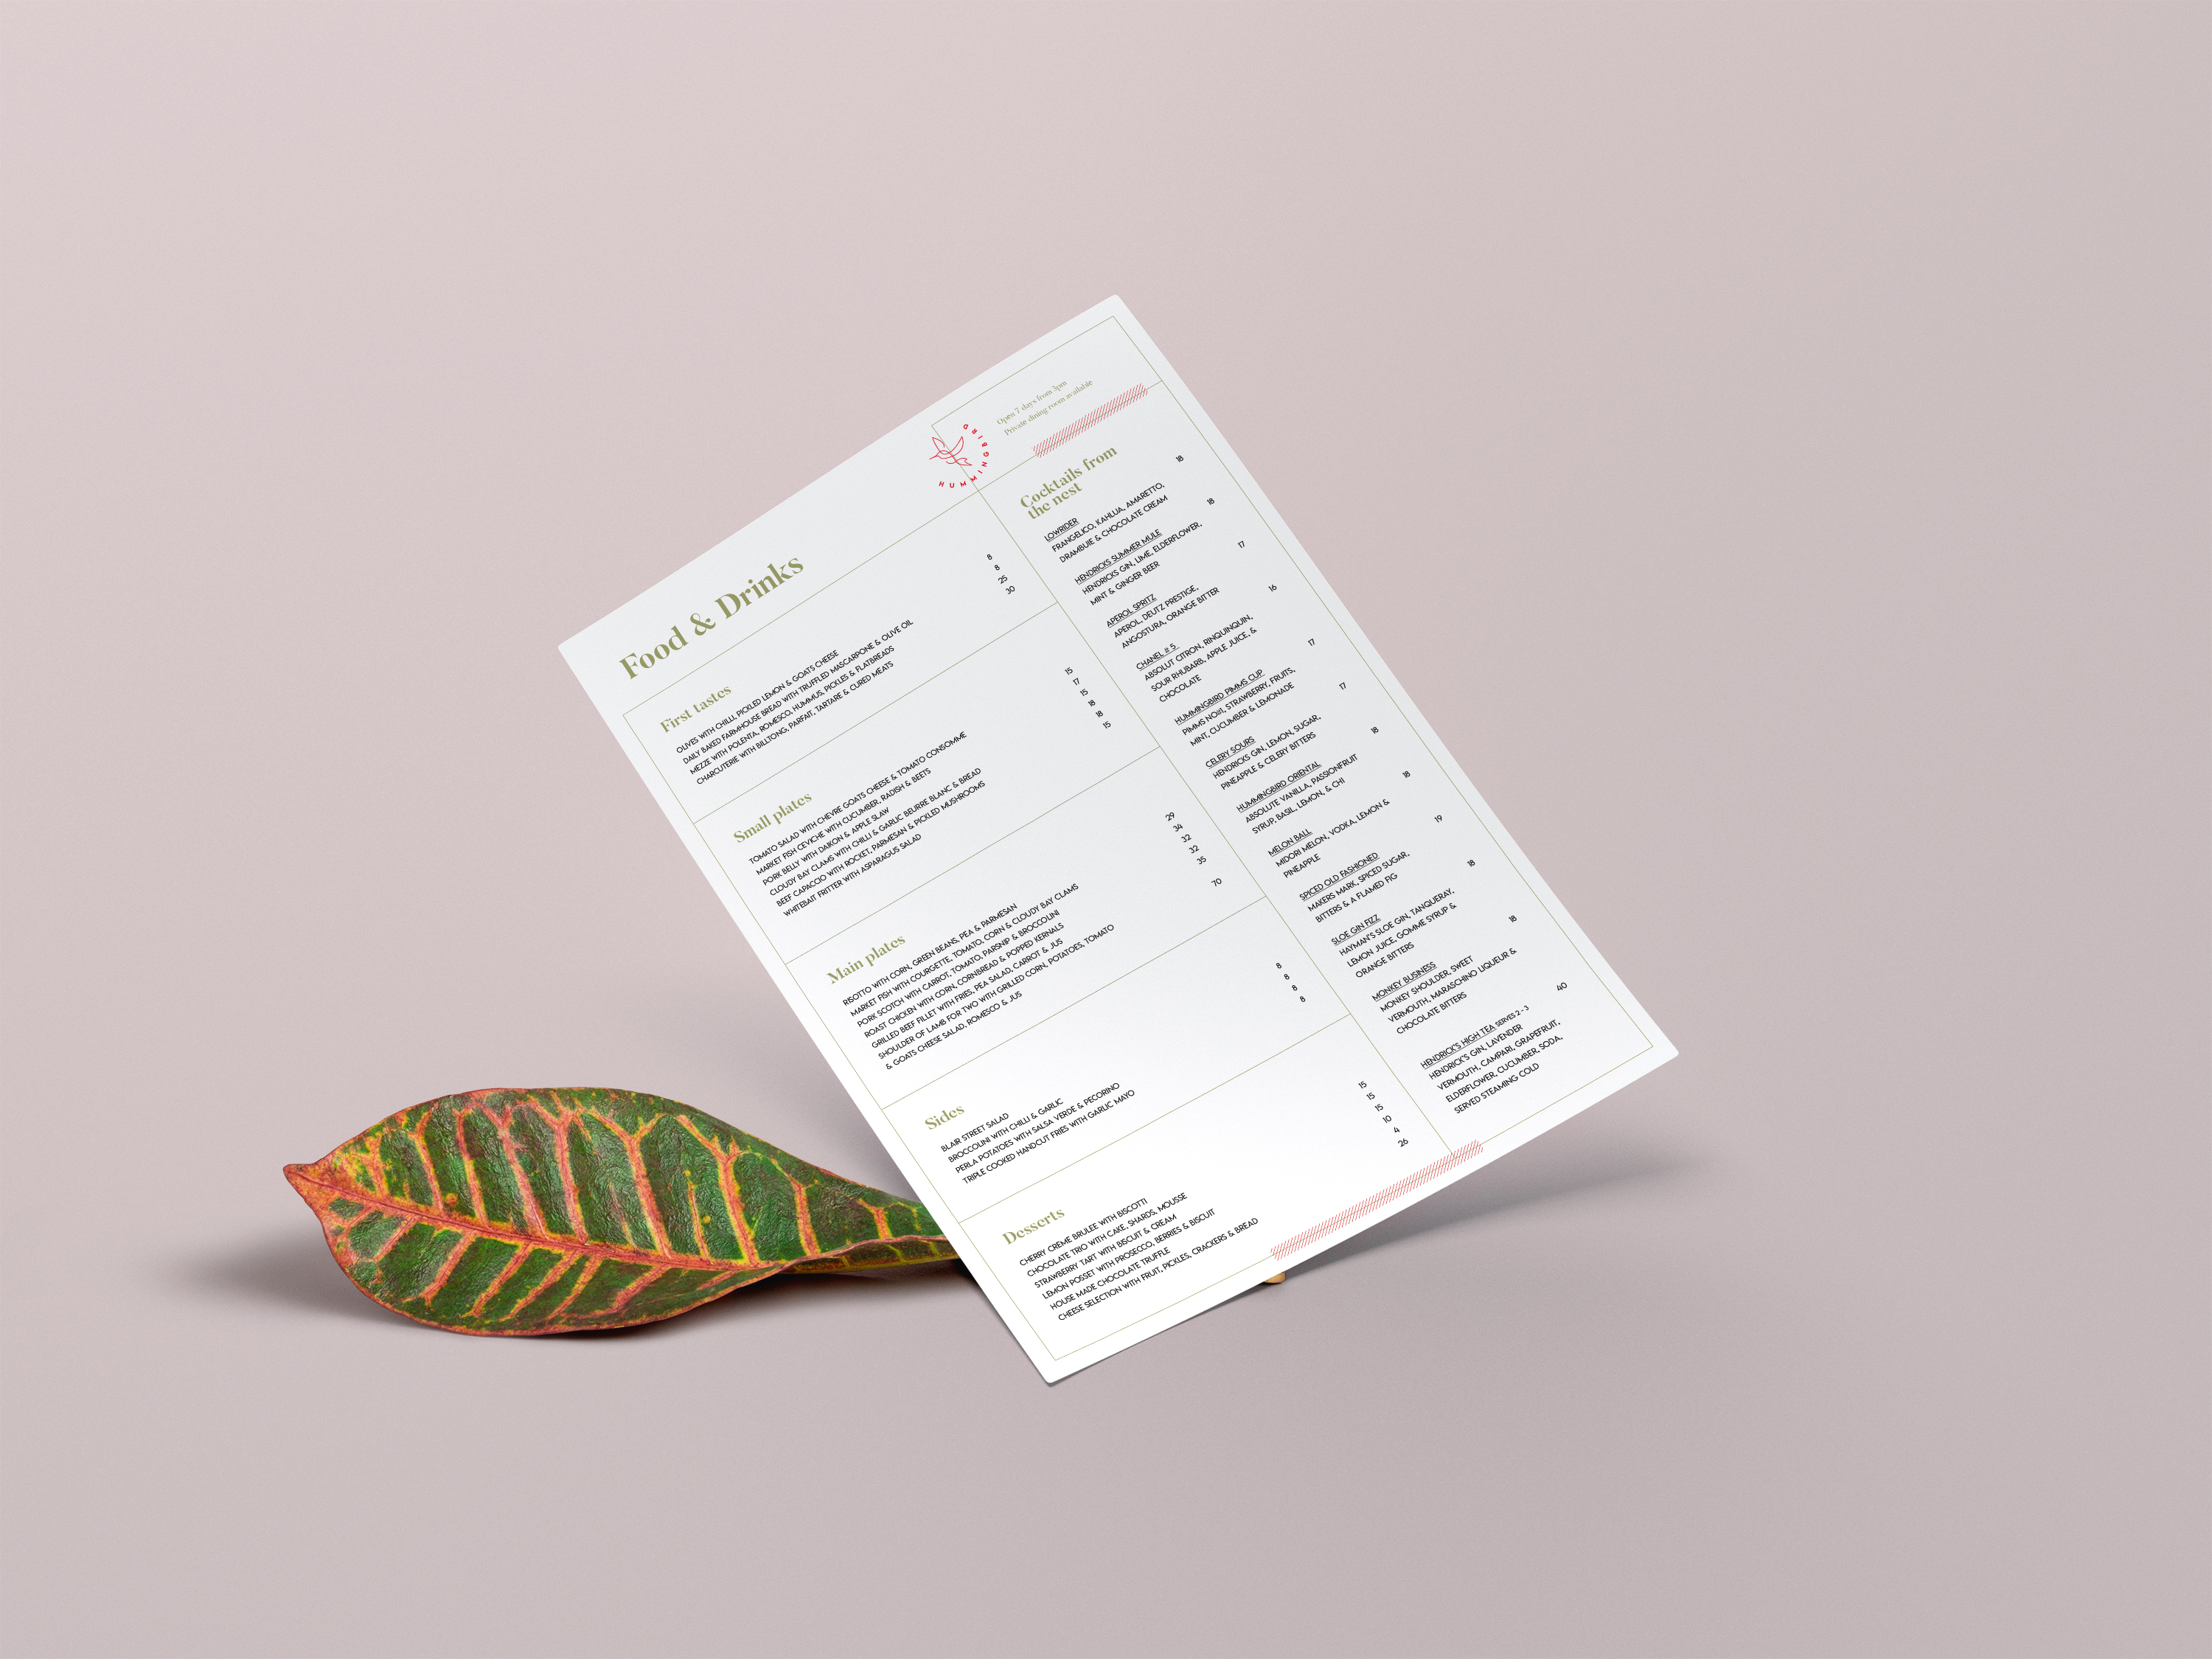 HUMMINGBIRD
Open 7 days from 3pm
Private dining room available
Food & Drinks
First tastes
OLIVES WITH CHILLI, PICKLED LEMON & GOATS CHEESE 8
DAILY BAKED FARMHOUSE BREAD WITH TRUFFLED MASCARPONE & OLIVE OIL 8
MEZZE WITH POLENTA, ROMESCO, HUMMUS, PICKLES & FLATBREADS 25
CHARCUTERIE WITH BILLTONG, PARFAIT, TARTARE & CURED MEATS 30
Small plates
TOMATO SALAD WITH CHEVRE GOATS CHEESE & TOMATO CONSOMME 15
MARKET FISH CEVICHE WITH CUCUMBER, RADISH & BEETS 17
PORK BELLY WITH DAIKON & APPLE SLAW 15
CLOUDY BAY CLAMS WITH CHILLI & GARLIC BEURRE BLANC & BREAD 18
BEEF CAPACCIO WITH ROCKET, PARMESAN & PICKLED MUSHROOMS 18
WHITEBAIT FRITTER WITH ASPARAGUS SALAD 15
Main plates
RISOTTO WITH CORN, GREEN BEANS, PEA & PARMESAN 29
MARKET FISH WITH COURGETTE, TOMATO, CORN & CLOUDY BAY CLAMS 34
PORK SCOTCH WITH CARROT, TOMATO, PARSNIP & BROCCOLINI 32
ROAST CHICKEN WITH CORN, CORNBREAD & POPPED KERNALS 32
GRILLED BEEF FILLET WITH FRIES, PEA SALAD, CARROT & JUS 35
SHOULDER OF LAMB FOR TWO WITH GRILLED CORN, POTATOES, TOMATO
& GOATS CHEESE SALAD, ROMESCO & JUS 70
Sides
BLAIR STREET SALAD 8
BROCCOLINI WITH CHILLI & GARLIC 8
PERLA POTATOES WITH SALSA VERDE & PECORINO 8
TRIPLE COOKED HANDCUT FRIES WITH GARLIC MAYO 8
Desserts
CHERRY CRÈME BRULEE WITH BISCOTTI 15
CHOCOLATE TRIO WITH CAKE, SHARDS, MOUSSE 15
STRAWBERRY TART WITH BISCUIT & CREAM 15
LEMON POSSET WITH PROSECCO, BERRIES & BISCUIT 10
HOUSE MADE CHOCOLATE TRUFFLE 4
CHEESE SELECTION WITH FRUIT, PICKLES, CRACKERS & BREAD 26
Cocktails from
the nest
LOWRIDER 18
FRANGELICO, KAHLUA, AMARETTO,
DRAMBUIE & CHOCOLATE CREAM
HENDRICKS SUMMER MULE 18
HENDRICKS GIN, LIME, ELDERFLOWER,
MINT & GINGER BEER
APEROL SPRITZ 17
APEROL, DEUTZ PRESTIGE,
ANGOSTURA, ORANGE BITTER
CHANEL # 5 16
ABSOLUT CITRON, RINQUINQUIN,
SOUR RHUBARB, APPLE JUICE, &
CHOCOLATE
HUMMINGBIRD PIMMS CUP 17
PIMMS NO#1, STRAWBERRY, FRUITS,
MINT, CUCUMBER & LEMONADE
CELERY SOURS 17
HENDRICKS GIN, LEMON, SUGAR,
PINEAPPLE & CELERY BITTERS
HUMMINGBIRD ORIENTAL 18
ABSOLUTE VANILLA, PASSIONFRUIT
SYRUP, BASIL, LEMON, & CHI
MELON BALL 18
MIDORI MELON, VODKA, LEMON &
PINEAPPLE
SPICED OLD FASHIONED 19
MAKERS MARK, SPICED SUGAR,
BITTERS & A FLAMED FIG
SLOE GIN FIZZ 18
HAYMAN'S SLOE GIN, TANQUERAY,
LEMON JUICE, GOMME SYRUP &
ORANGE BITTERS
MONKEY BUSINESS 18
MONKEY SHOULDER, SWEET
VERMOUTH, MARASCHINO LIQUEUR &
CHOCOLATE BITTERS
HENDRICK'S HIGH TEA SERVES 2 - 3 40
HENDRICK'S GIN, LAVENDER
VERMOUTH, CAMPARI, GRAPEFRUIT,
ELDERFLOWER, CUCUMBER, SODA,
SERVED STEAMING COLD